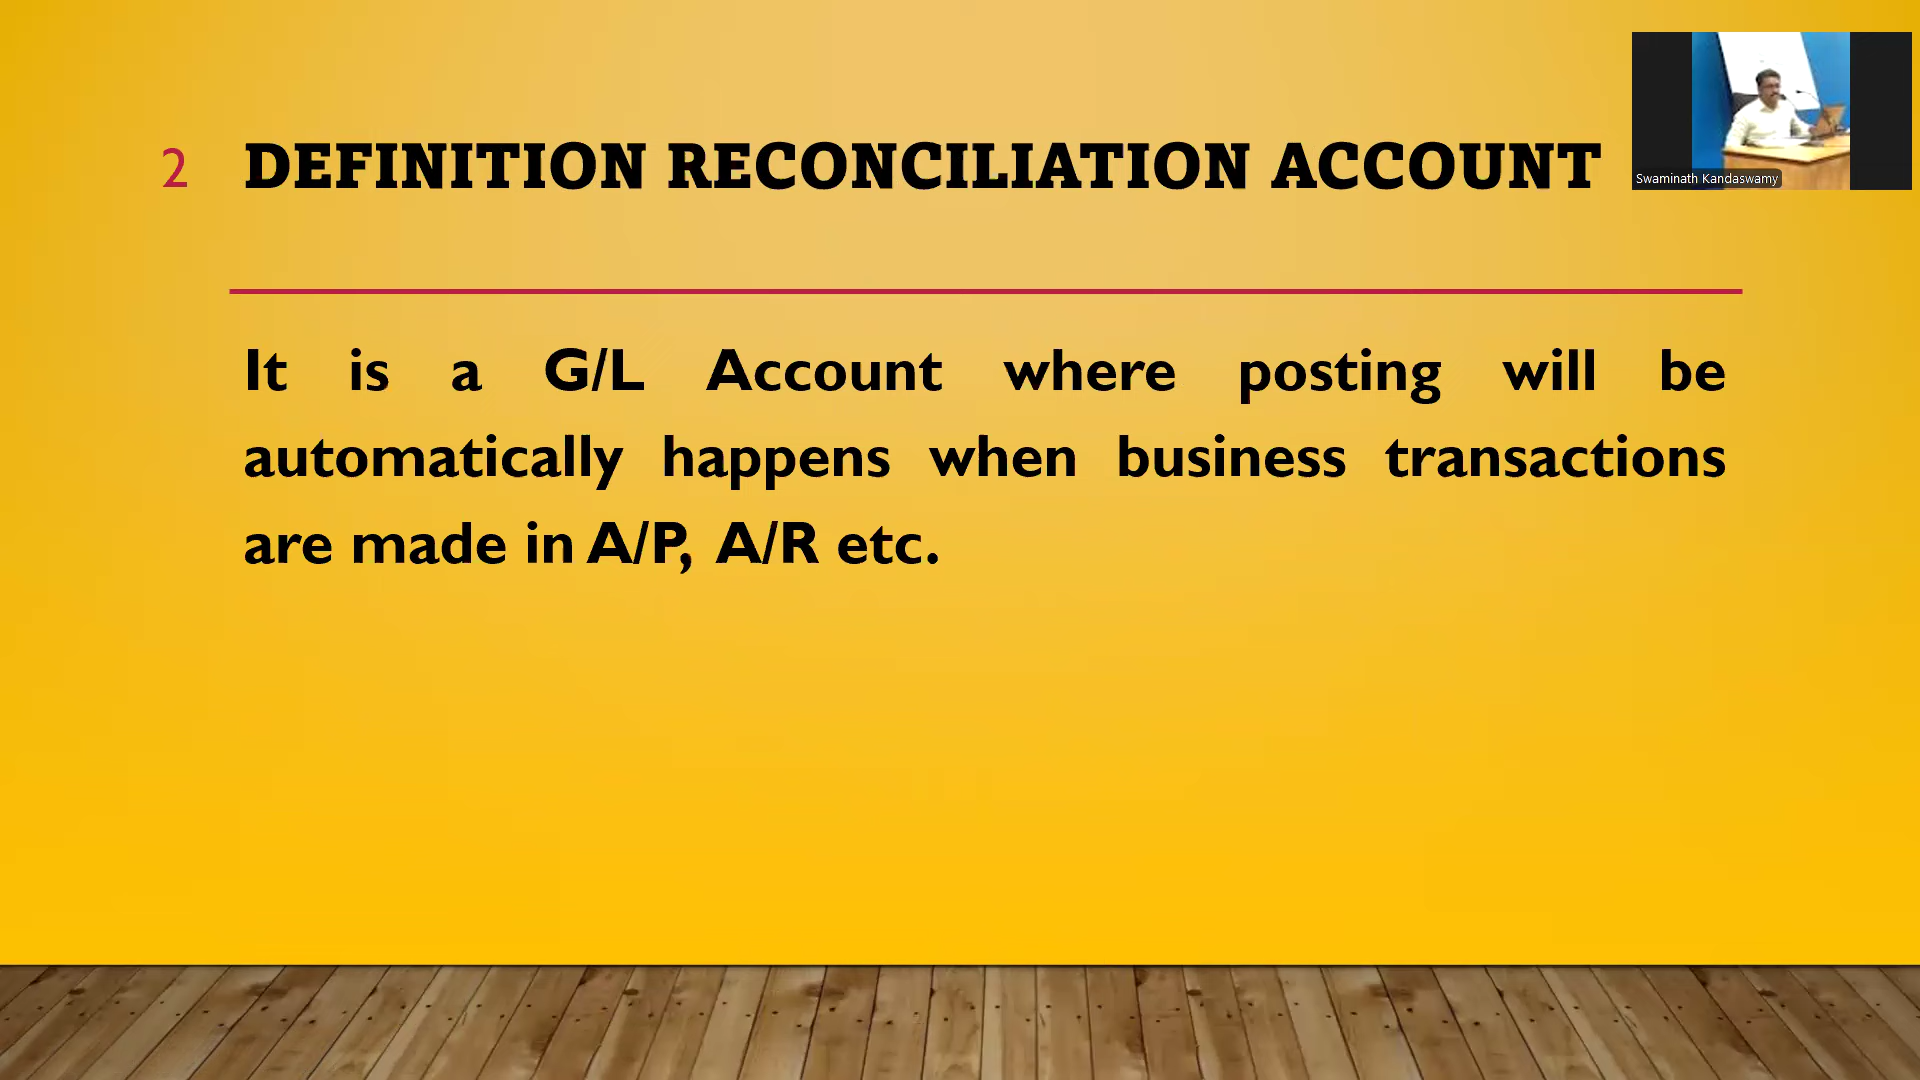 2
DEFINITION RECONCILIATION ACCOUNT
Swaminath Kandaswamy
It is a G/L Account where posting will be
automatically happens when business transactions
are made in A/P, A/R etc.